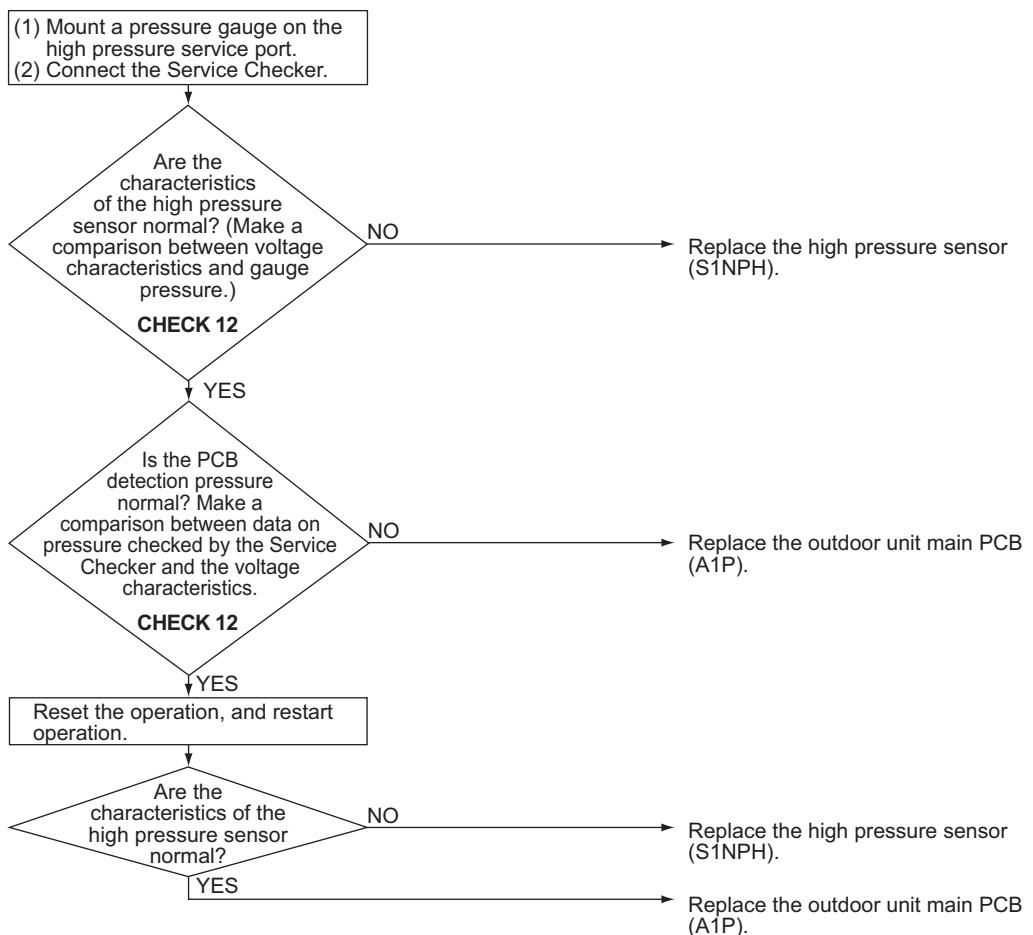 (1) Mount a pressure gauge on the
high pressure service port.
(2) Connect the Service Checker.
Are the
characteristics
of the high pressure
sensor normal? (Make a
comparison between voltage
characteristics and gauge
pressure.)
CHECK 12
NO
Replace the high pressure sensor
(S1NPH).
YES
Is the PCB
detection pressure
normal? Make a
comparison between data on
pressure checked by the Service
Checker and the voltage
characteristics.
CHECK 12
NO
Replace the outdoor unit main PCB
(A1P).
YES
Reset the operation, and restart
operation.
Are the
characteristics of the
high pressure sensor
normal?
NO
Replace the high pressure sensor
(S1NPH).
YES
Replace the outdoor unit main PCB
(A1P).